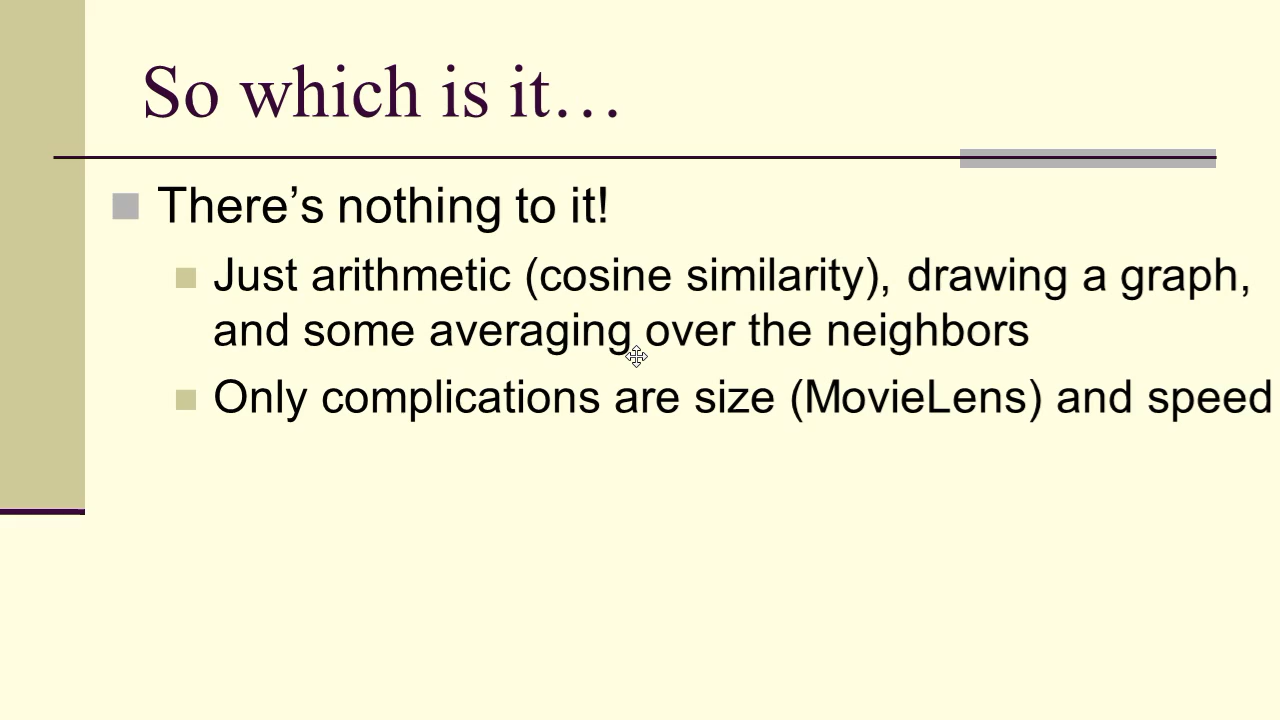 So which is it…
There’s nothing to it!
Just arithmetic (cosine similarity), drawing a graph,
and some averaging over the neighbors
Only complications are size (MovieLens) and speed